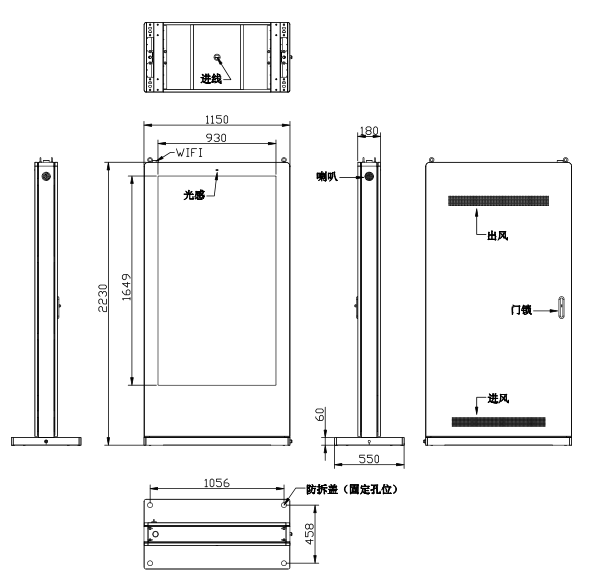 进线
1150
930
180
WIFI
喇叭
光感
出风
1649
2230
门锁
进风
60
550
1056
防拆盖（固定孔位）
458